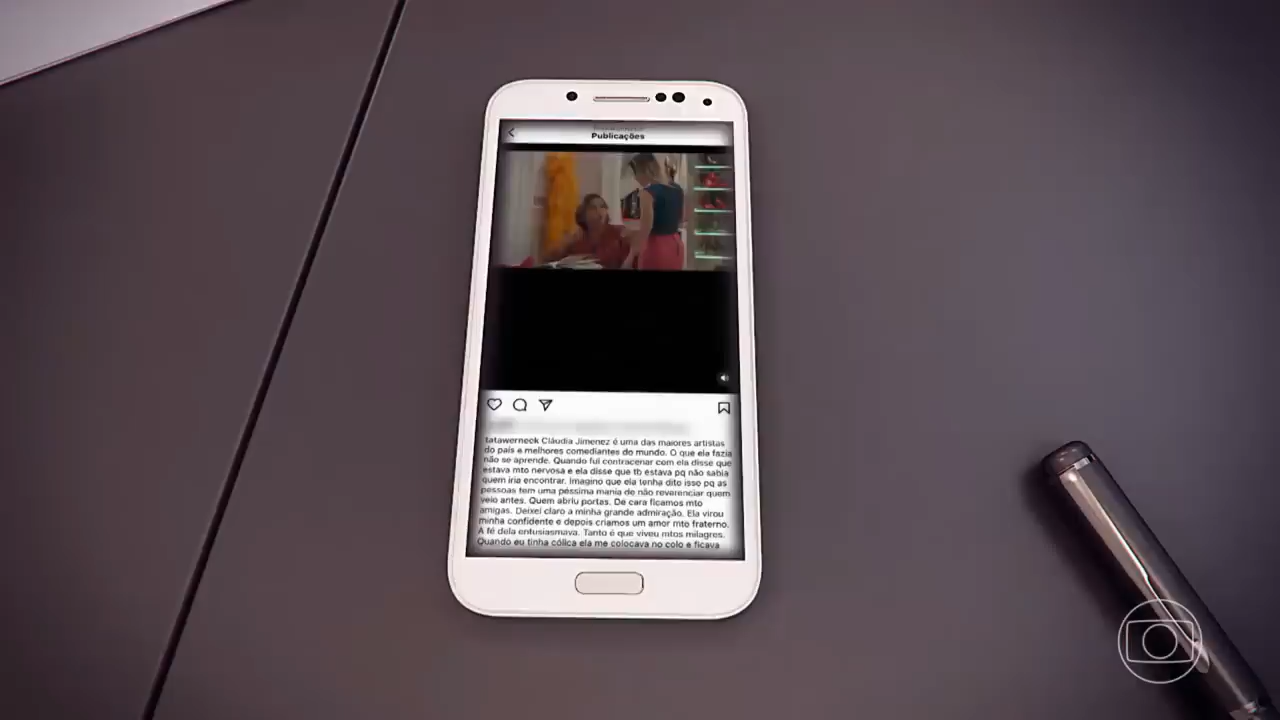 Publicações
tatawerneck Cláudia Jimenez é uma das maiores artistas
do país e melhores comediantes do mundo. O que ela fazia
não se aprende. Quando fui contracenar com ela disse que
estava mto nervosa e ela disse que tb estava pq não sabia
quem iria encontrar. Imagino que ela tenha dito isso pq as
pessoas tem uma péssima mania de não reverenciar quem
veio antes. Quem abriu portas. De cara ficamos mto
amigas. Deixei claro a minha grande admiração. Ela virou
minha confidente e depois criamos um amor mto fraterno.
A fé dela entusiasmava. Tanto é que viveu mtos milagres.
Quando eu tinha cólica ela me colocava no colo e ficava